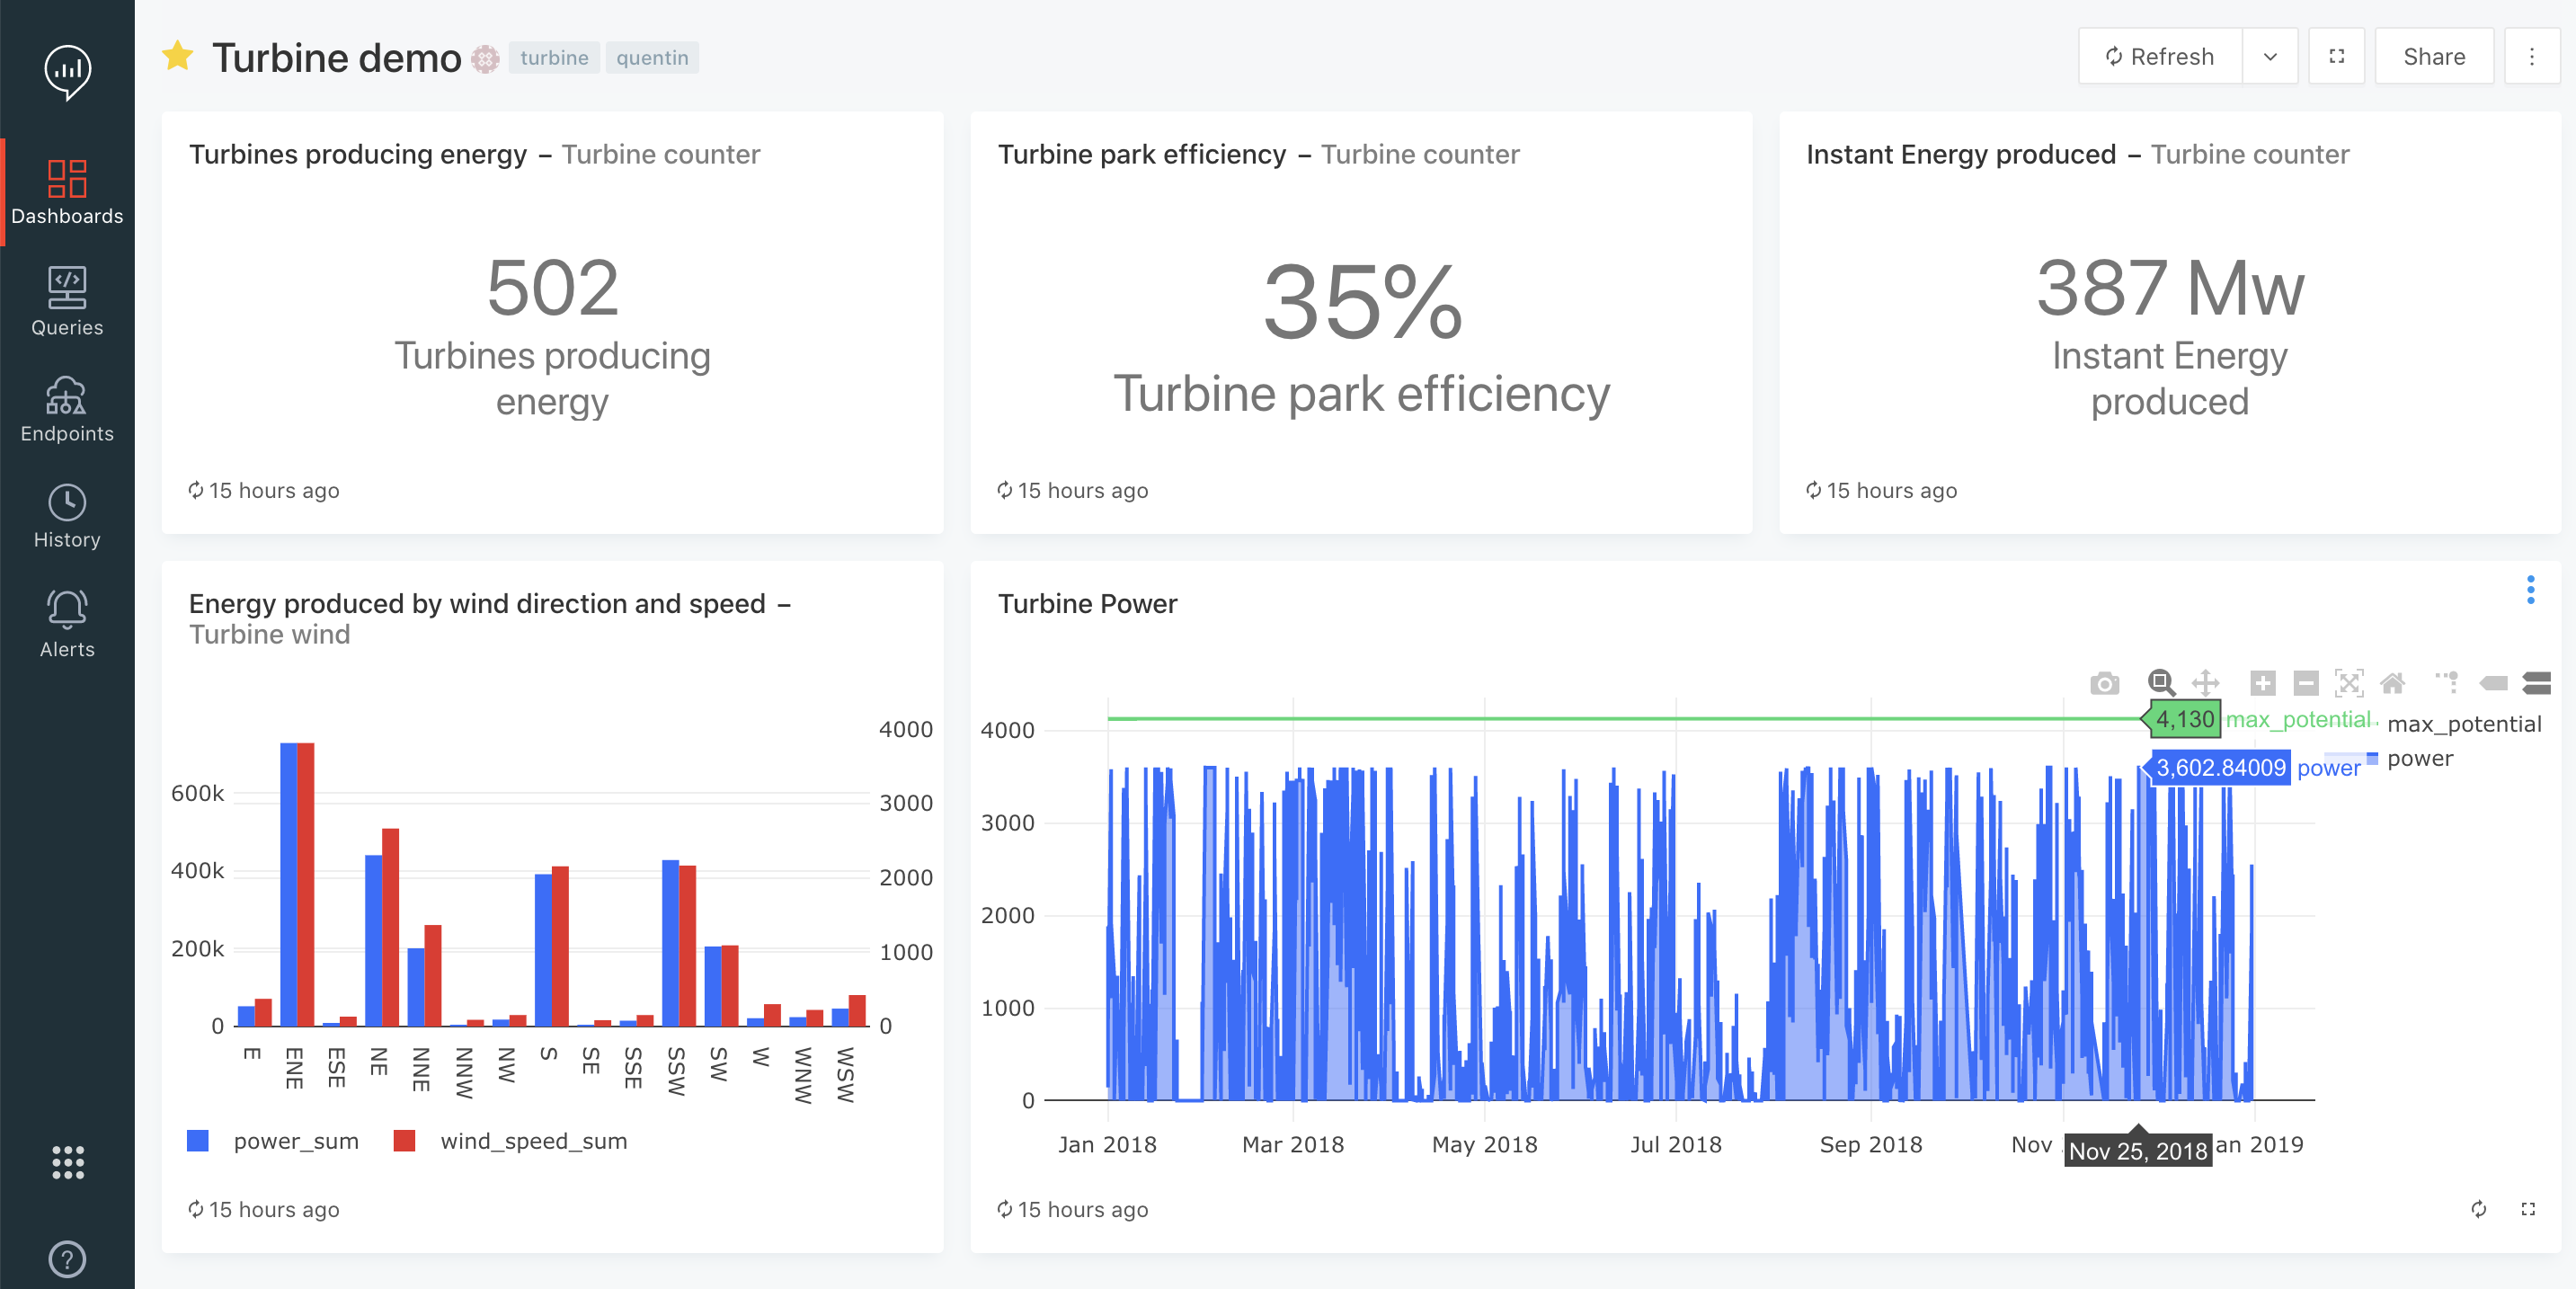 Turbine demo turbine quentin
Refresh Share
Dashboards
Queries
Endpoints
History
Alerts
Turbines producing energy – Turbine counter
502
Turbines producing
energy
15 hours ago
Turbine park efficiency – Turbine counter
35%
Turbine park efficiency
15 hours ago
Instant Energy produced – Turbine counter
387 Mw
Instant Energy
produced
15 hours ago
Energy produced by wind direction and speed –
Turbine wind
600k
400k
200k
0
4000
3000
2000
1000
0
E ENE ESE NE NNE NNW NW S SE SSE SSW SW W WNW WSW
power_sum wind_speed_sum
15 hours ago
Turbine Power
4,130 max_potential max_potential
3,602.84009 power power
4000
3000
2000
1000
0
Jan 2018 Mar 2018 May 2018 Jul 2018 Sep 2018 Nov Nov 25, 2018 an 2019
15 hours ago
?